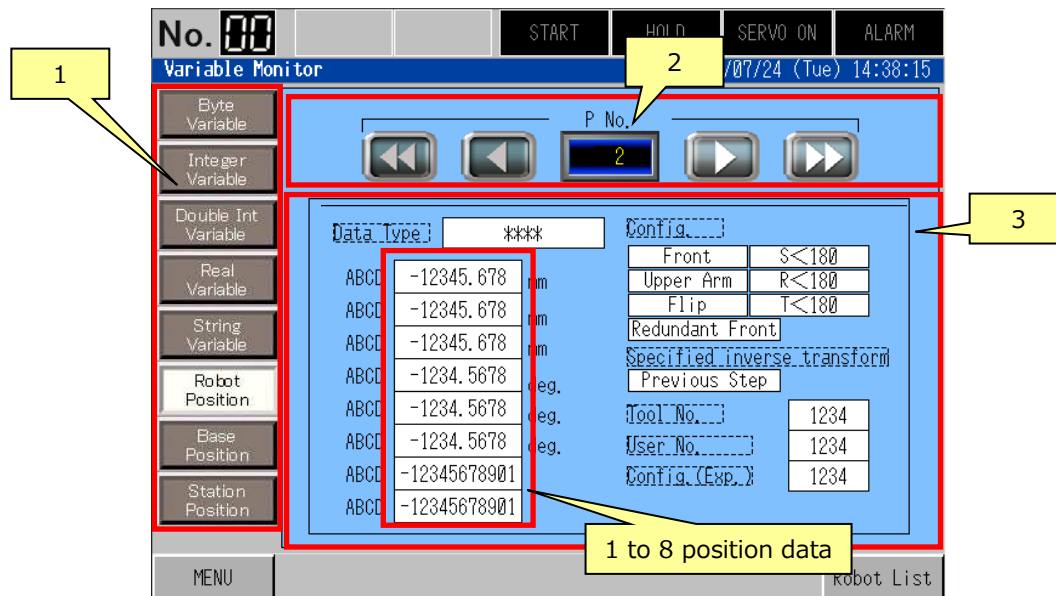 No. 00
START
HOLD
SERVO ON
ALARM
Variable Monitor
/07/24 (Tue) 14:38:15
1
2
3
Byte
Variable
Integer
Variable
Double Int
Variable
Real
Variable
String
Variable
Robot
Position
Base
Position
Station
Position
P No.
2
Data Type
****
ABCD -12345.678 mm
ABCD -12345.678 mm
ABCD -12345.678 mm
ABCD -1234.5678 deg.
ABCD -1234.5678 deg.
ABCD -1234.5678 deg.
ABCD -12345678901
ABCD -12345678901
Config.
Front S<180
Upper Arm R<180
Flip T<180
Redundant Front
Specified inverse transform
Previous Step
Tool No. 1234
User No. 1234
Config.(Exp.) 1234
1 to 8 position data
MENU
Robot List